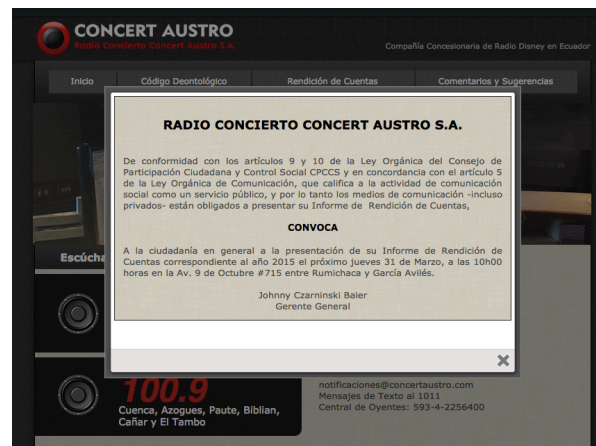 CONCERT AUSTRO
Radio Concierto Concert Austro S.A.
Compañía Concesionaria de Radio Disney en Ecuador
Inicio
Código Deontológico
Rendición de Cuentas
Comentarios y Sugerencias
RADIO CONCIERTO CONCERT AUSTRO S.A.
De conformidad con los artículos 9 y 10 de la Ley Orgánica del Consejo de
Participación Ciudadana y Control Social CPCCS y en concordancia con el artículo 5
de la Ley Orgánica de Comunicación, que califica a la actividad de comunicación
social como un servicio público, y por lo tanto los medios de comunicación -incluso
privados- están obligados a presentar su Informe de Rendición de Cuentas,
CONVOCA
A la ciudadanía en general a la presentación de su Informe de Rendición de
Cuentas correspondiente al año 2015 el próximo jueves 31 de Marzo, a las 10h00
horas en la Av. 9 de Octubre #715 entre Rumichaca y García Avilés.
Johnny Czarninski Baier
Gerente General
Escúcha
100.9
Cuenca, Azogues, Paute, Biblian,
Cañar y El Tambo
notificaciones@concertaustro.com
Mensajes de Texto al 1011
Central de Oyentes: 593-4-2256400